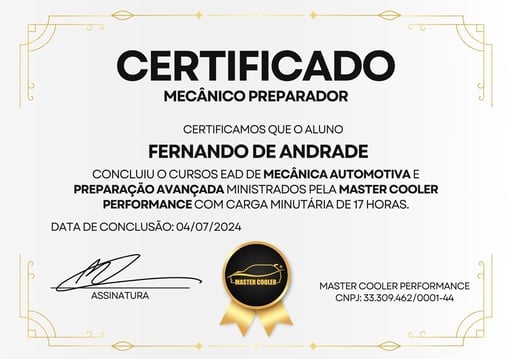 CERTIFICADO
MECÂNICO PREPARADOR
CERTIFICAMOS QUE O ALUNO
FERNANDO DE ANDRADE
CONCLUIU O CURSOS EAD DE MECÂNICA AUTOMOTIVA E
PREPARAÇÃO AVANÇADA MINISTRADOS PELA MASTER COOLER
PERFORMANCE COM CARGA MINUTÁRIA DE 17 HORAS.
DATA DE CONCLUSÃO: 04/07/2024
ASSINATURA
MASTER COOLER
MASTER COOLER PERFORMANCE
CNPJ: 33.309.462/0001-44